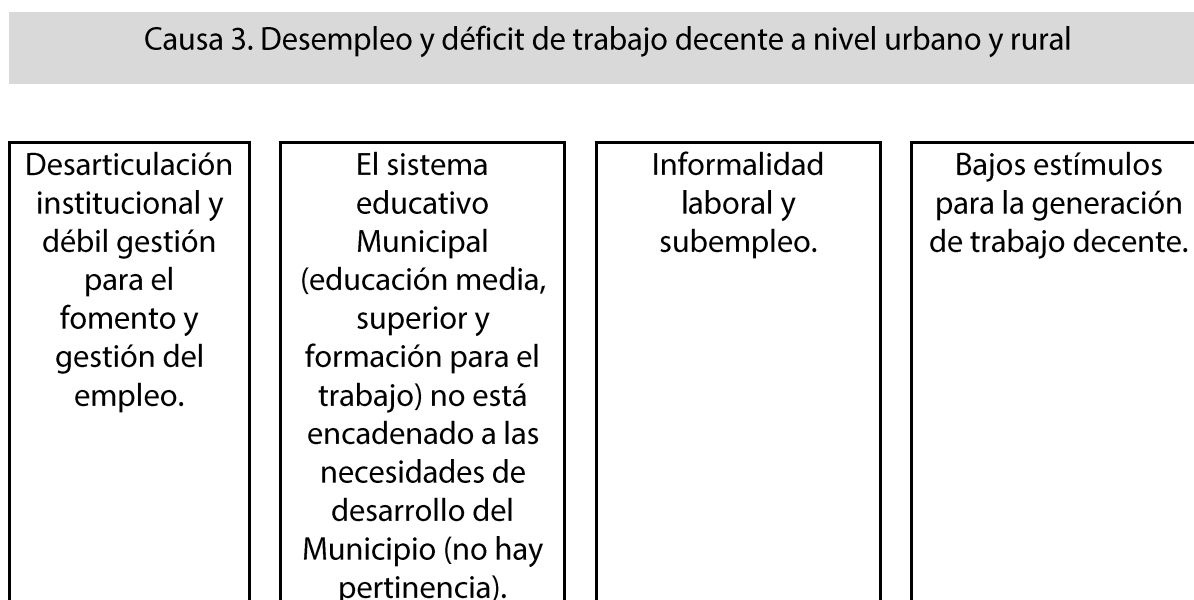 Causa 3. Desempleo y déficit de trabajo decente a nivel urbano y rural
Desarticulación
institucional y
débil gestión
para el
fomento y
gestión del
empleo.
El sistema
educativo
Municipal
(educación media,
superior y
formación para el
trabajo) no está
encadenado a las
necesidades de
desarrollo del
Municipio (no hay
pertinencia).
Informalidad
laboral y
subempleo.
Bajos estímulos
para la generación
de trabajo decente.